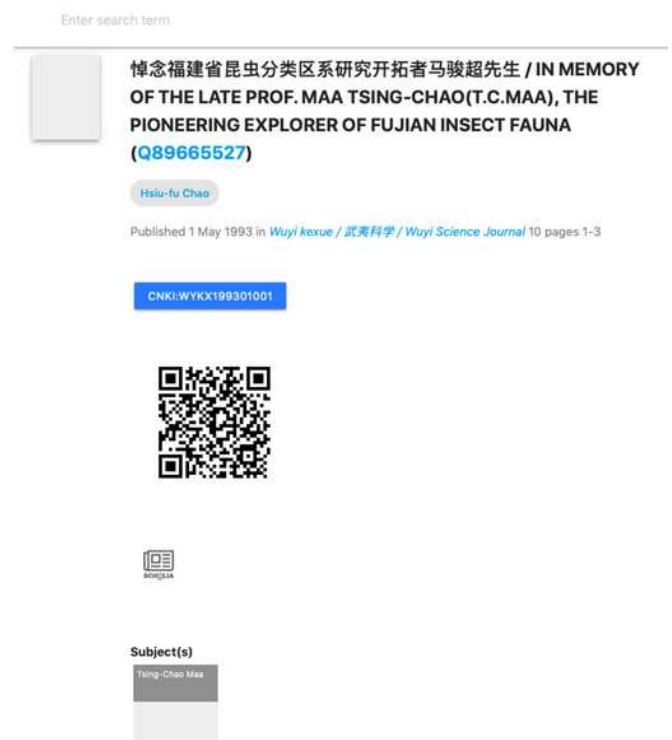 Enter search term
悼念福建省昆虫分类区系研究开拓者马骏超先生 / IN MEMORY
OF THE LATE PROF. MAA TSING-CHAO(T.C.MAA), THE
PIONEERING EXPLORER OF FUJIAN INSECT FAUNA
(Q89665527)
Hsiu-fu Chao
Published 1 May 1993 in Wuyi kexue / 武夷科学 / Wuyi Science Journal 10 pages 1-3
CNKI:WYKX199301001
SCHOLIA
Subject(s)
Tsing-Chao Maa